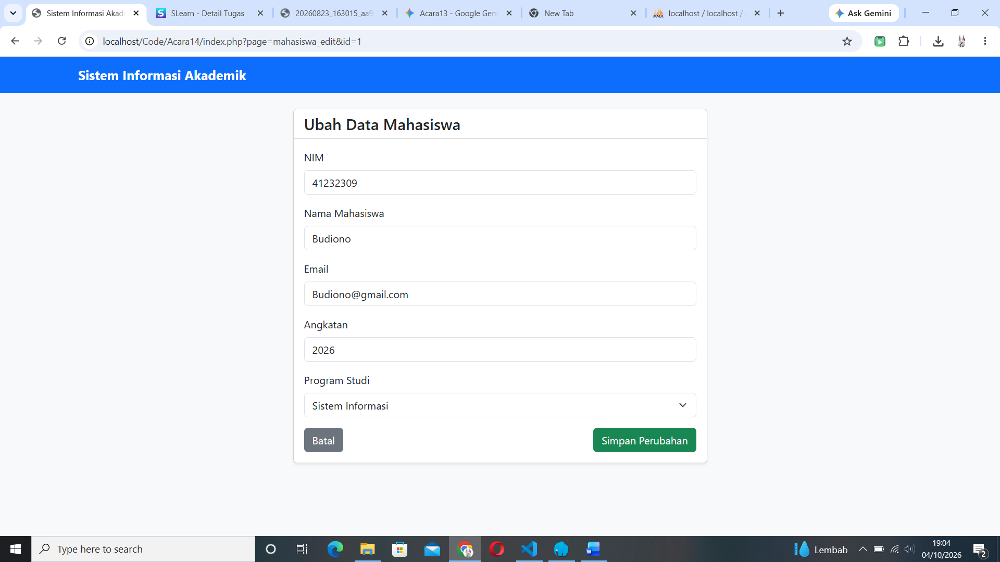 Sistem Informasi Akad
SLearn - Detail Tugas
20260823_163015_aa9
Acara13 - Google Gem
New Tab
PMA
localhost / localhost /
Ask Gemini
localhost/Code/Acara14/index.php?page=mahasiswa_edit&id=1
Sistem Informasi Akademik
Ubah Data Mahasiswa
NIM
41232309
Nama Mahasiswa
Budiono
Email
Budiono@gmail.com
Angkatan
2026
Program Studi
Sistem Informasi
Batal
Simpan Perubahan
Type here to search
Lembab
19:04
04/10/2026
2